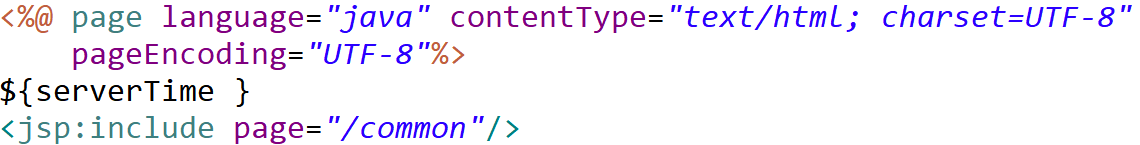 <%@ page language="java" contentType="text/html; charset=UTF-8"
    pageEncoding="UTF-8"%>
${serverTime }
<jsp:include page="/common"/>